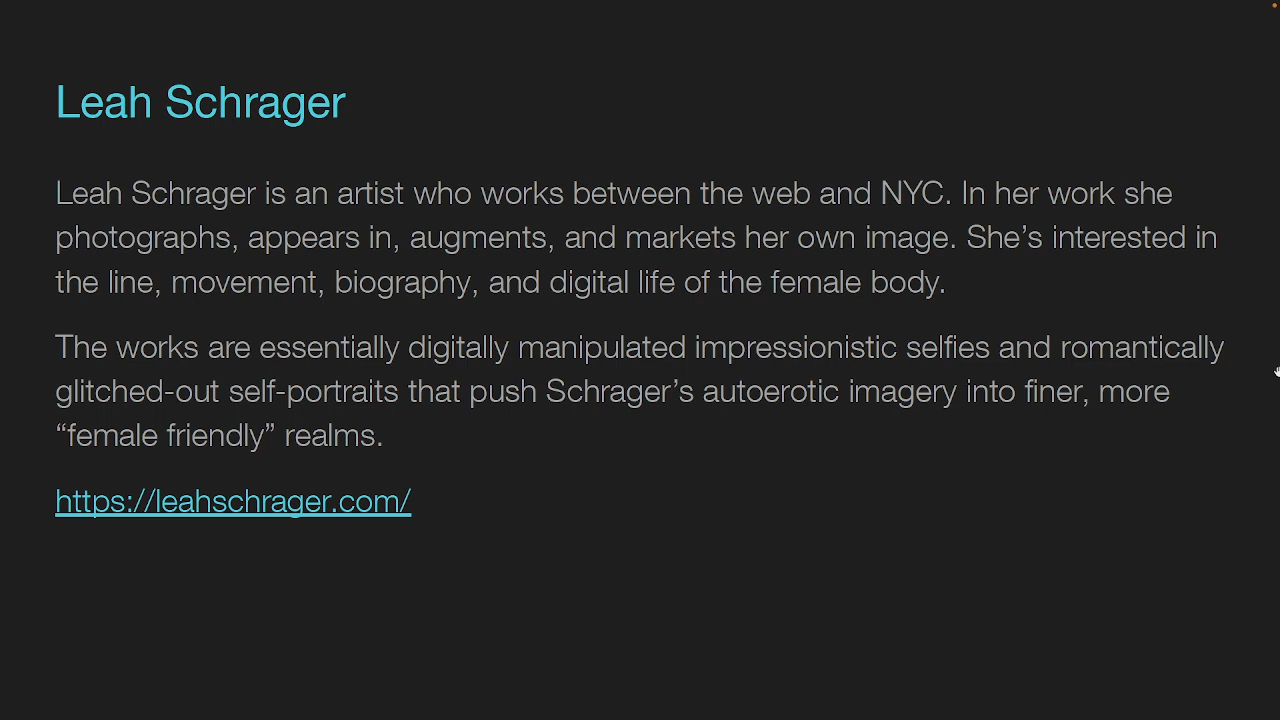 Leah Schrager
Leah Schrager is an artist who works between the web and NYC. In her work she
photographs, appears in, augments, and markets her own image. She’s interested in
the line, movement, biography, and digital life of the female body.
The works are essentially digitally manipulated impressionistic selfies and romantically
glitched-out self-portraits that push Schrager’s autoerotic imagery into finer, more
“female friendly” realms.
https://leahschrager.com/